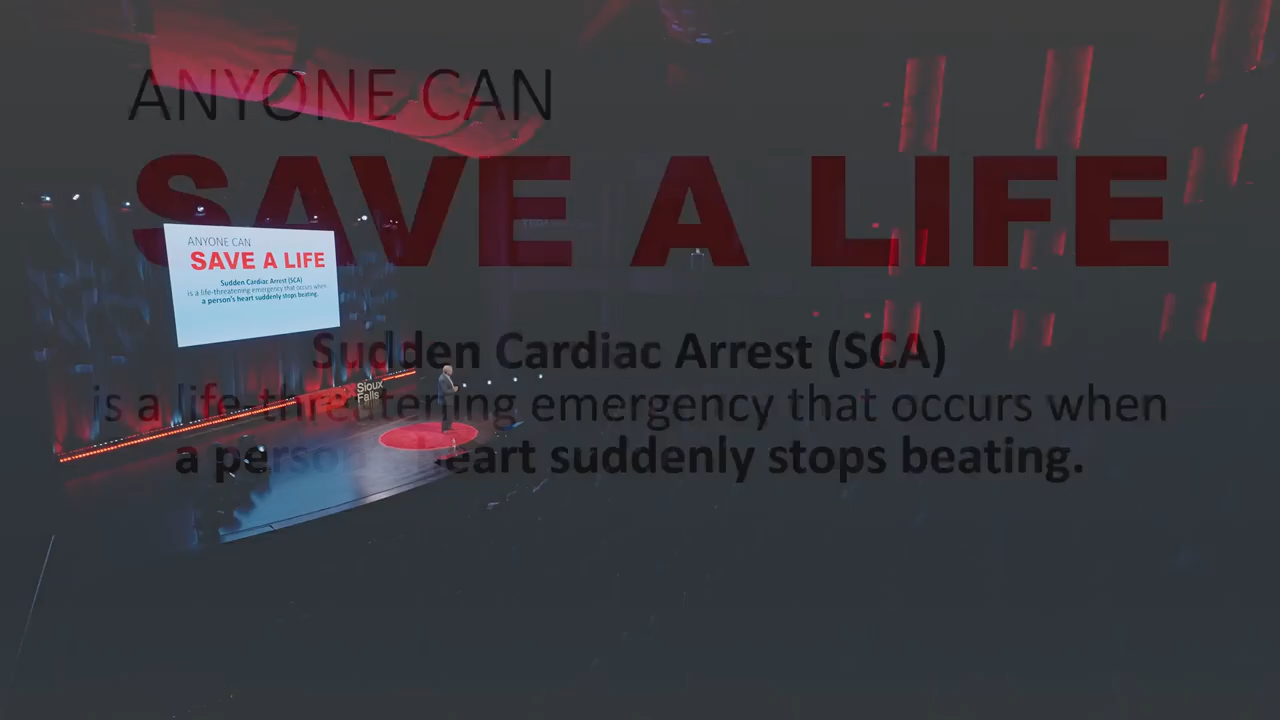 ANYONE CAN
SAVE A LIFE
Sudden Cardiac Arrest (SCA)
is a life-threatening emergency that occurs when
a person's heart suddenly stops beating.
ANYONE CAN
SAVE A LIFE
Sudden Cardiac Arrest (SCA)
is a life-threatening emergency that occurs when
a person's heart suddenly stops beating.
TEDx Sioux
Falls